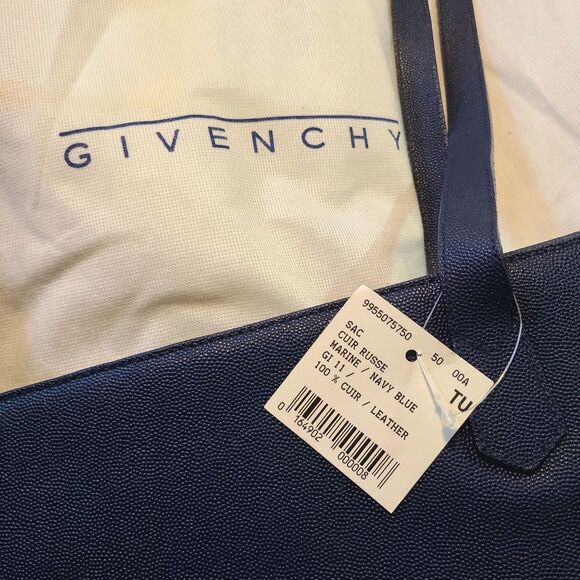 GIVENCHY
9955075750 50 00A
SAC
CUIR RUSSE
MARINE / NAVY BLUE
GI 11 /
100 % CUIR / LEATHER
TU
0 164902 000008